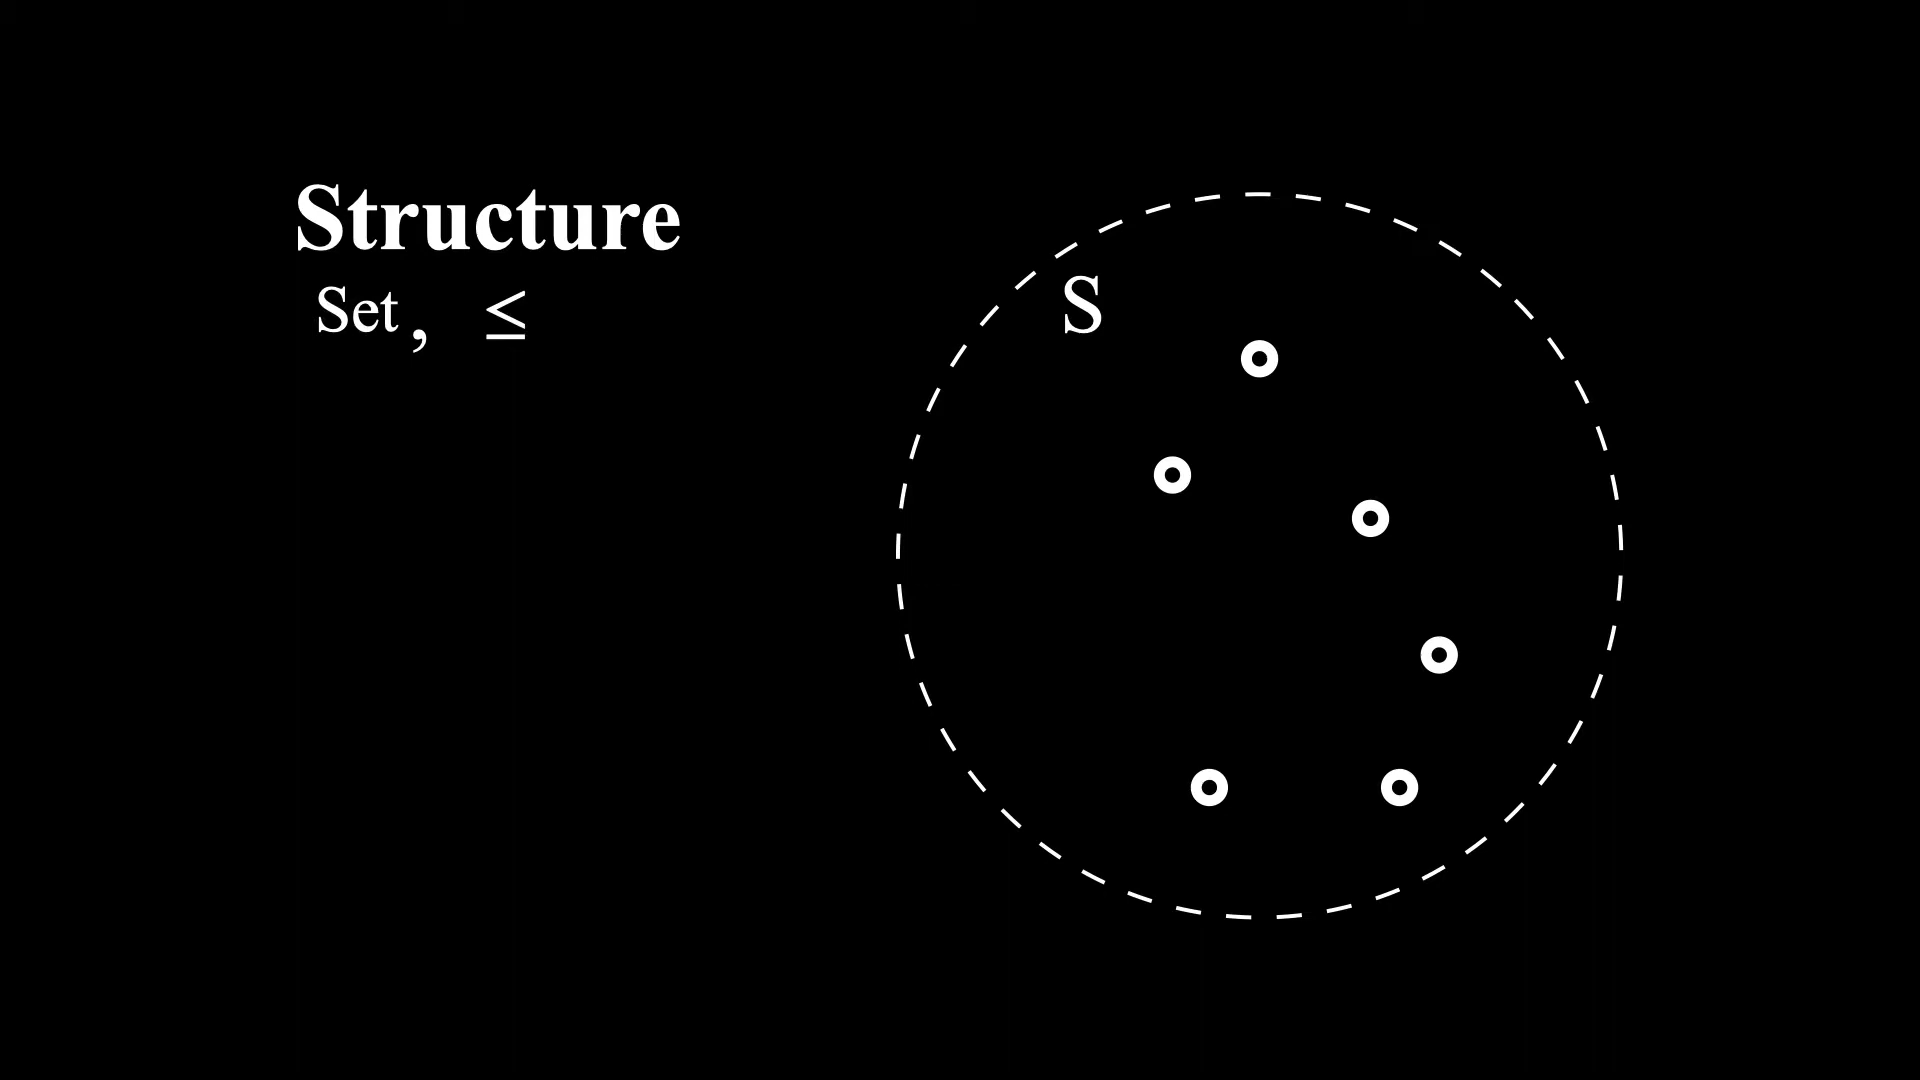 Structure
Set, ≤
S